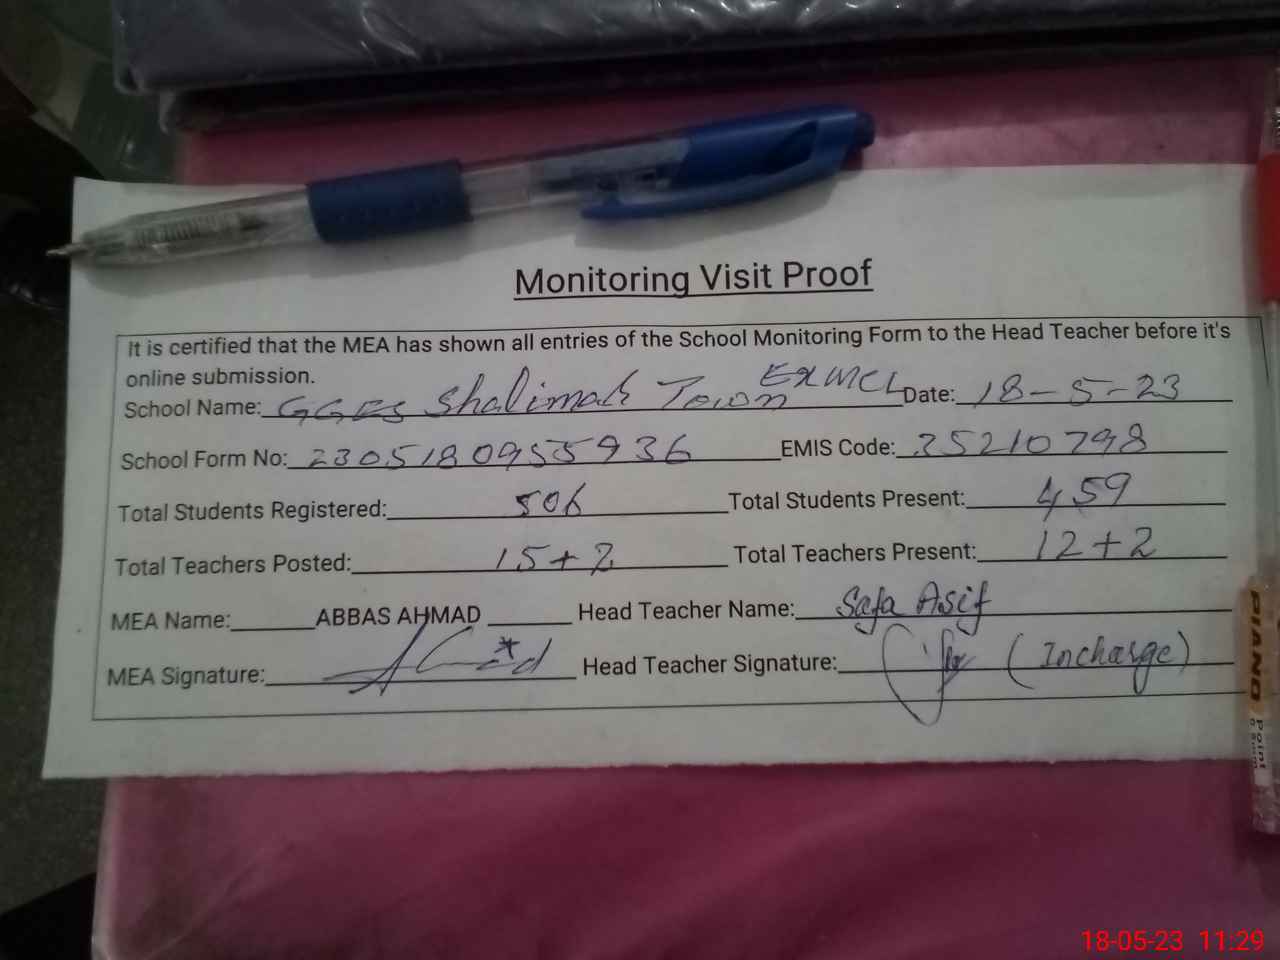 Monitoring Visit Proof
It is certified that the MEA has shown all entries of the School Monitoring Form to the Head Teacher before it's
online submission.
School Name: GGES Shalimah Town EXMCL Date: 18-5-23
School Form No: 2305180955936 EMIS Code: 35210798
Total Students Registered: 506 Total Students Present: 459
Total Teachers Posted: 15+2 Total Teachers Present: 12+2
MEA Name: ABBAS AHMAD Head Teacher Name: Safa Asif
MEA Signature: Head Teacher Signature: (Incharge)
PIANO
Point
18-05-23 11:29